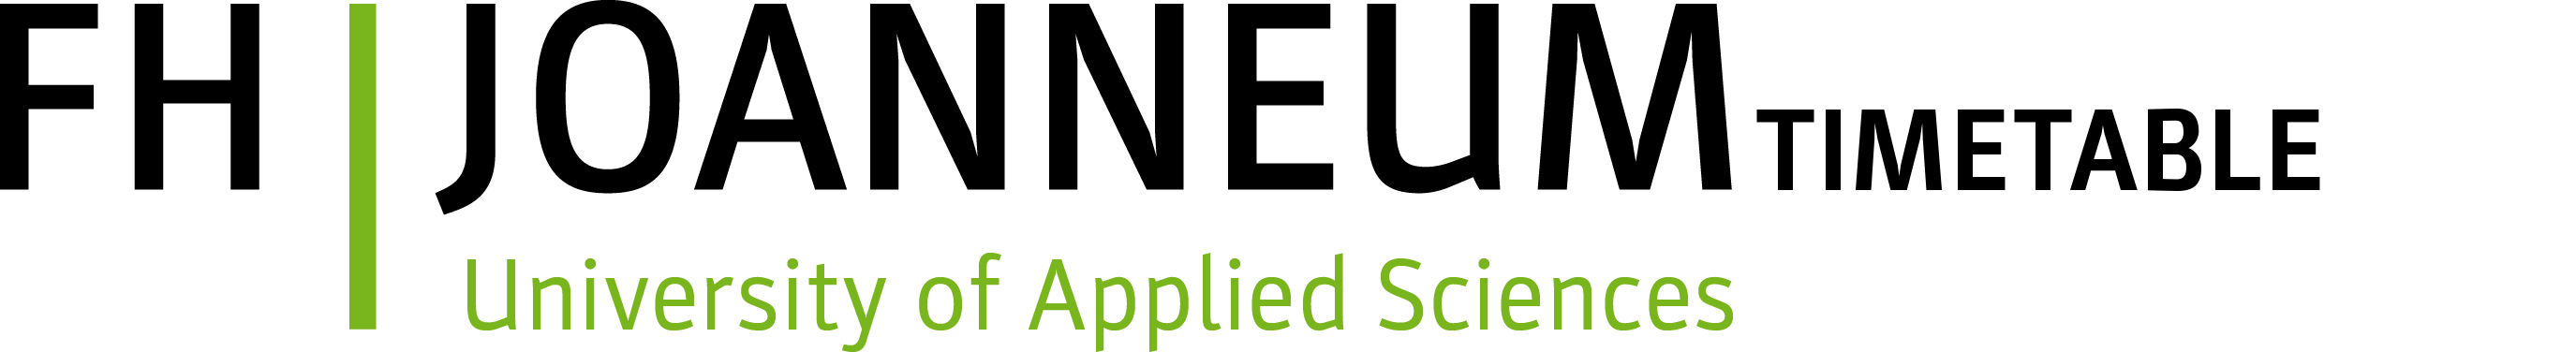 FH | JOANNEUM TIMETABLE
University of Applied Sciences